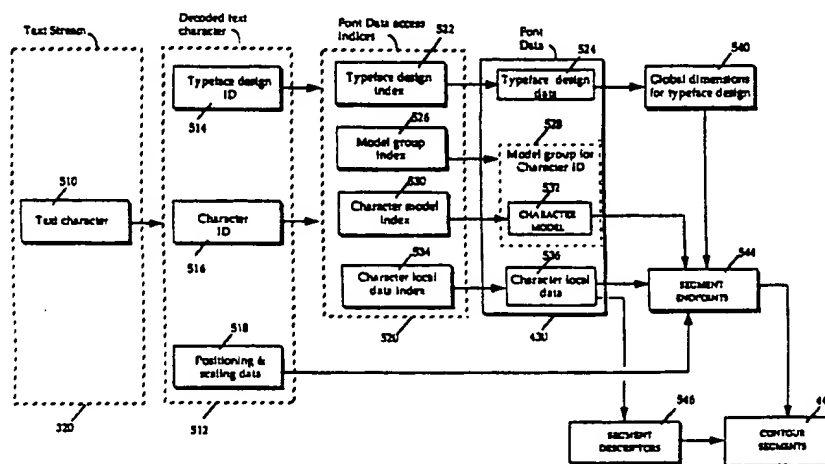 Text Stream
Decoded text
character
Font Data access
indices
Font
Data
522
524
540
Typeface design
ID
514
Typeface design
index
Typeface design
data
Global dimensions
for typeface design
526
528
Model group
index
Model group for
Character ID
510
530
532
Text character
Character
ID
516
Character model
index
CHARACTER
MODEL
534
536
544
Character local
data index
Character local
data
SEGMENT
ENDPOINTS
518
520
430
Positioning &
scaling data
320
512
546
44
SEGMENT
DESCRIPTORS
CONTOUR
SEGMENTS